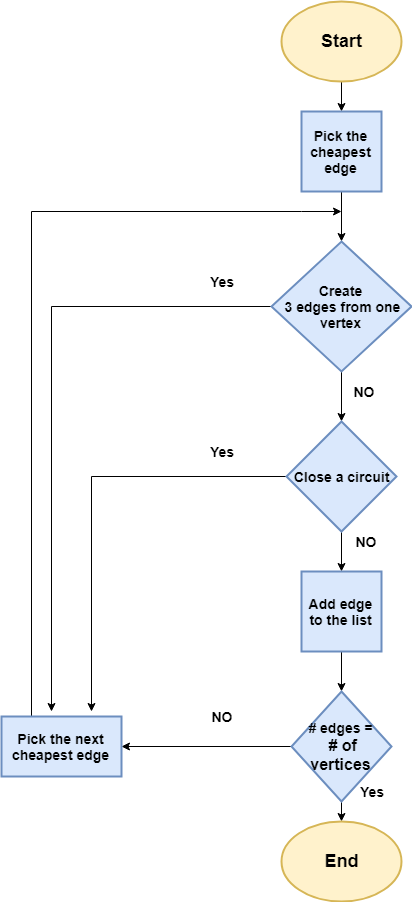 Start
Pick the
cheapest
edge
Create
3 edges from one
vertex
Yes
NO
Close a circuit
Yes
NO
Add edge
to the list
# edges =
# of
vertices
NO
Yes
Pick the next
cheapest edge
End